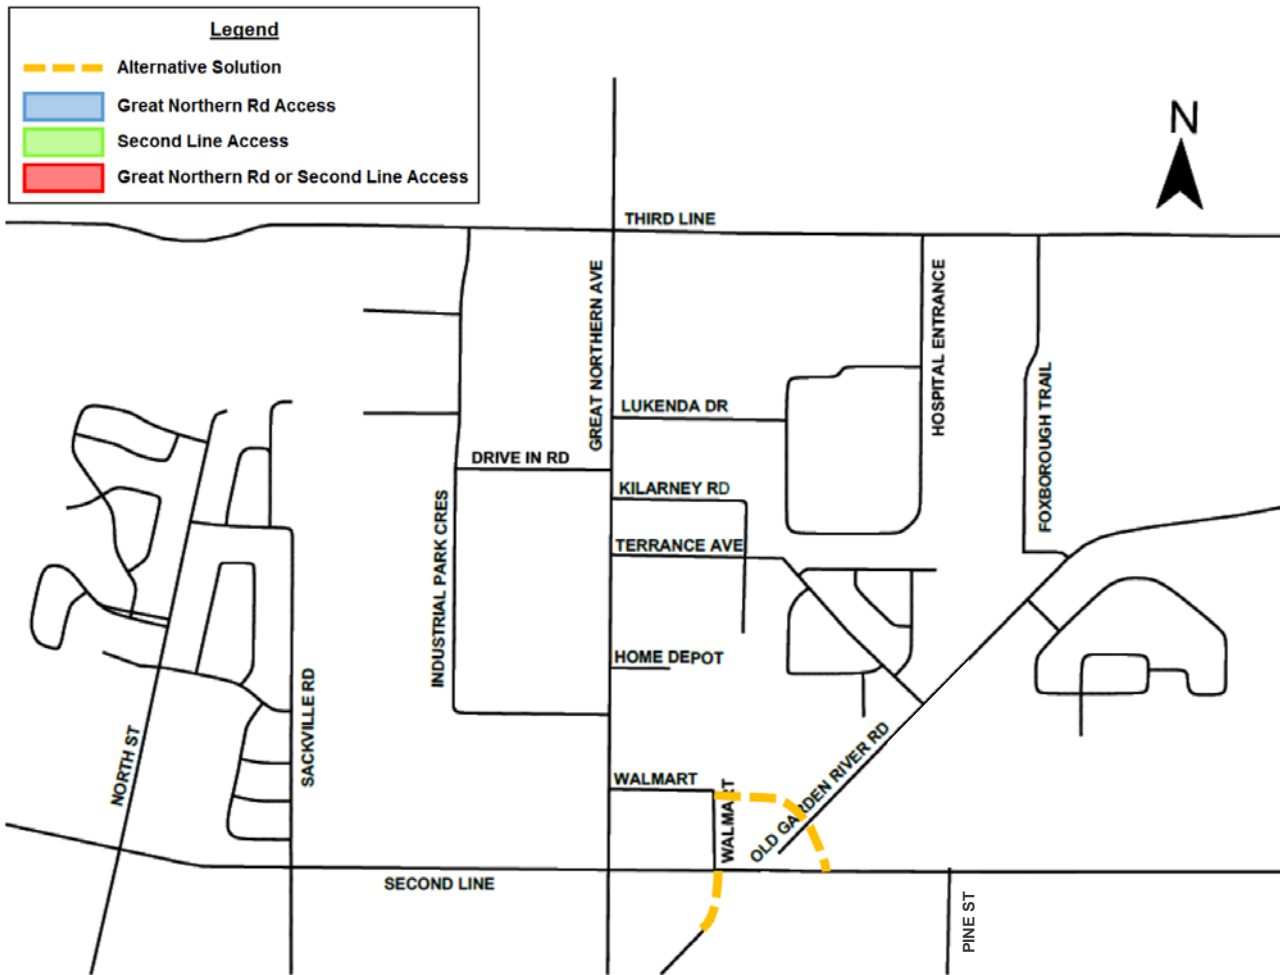 Legend
Alternative Solution
Great Northern Rd Access
Second Line Access
Great Northern Rd or Second Line Access
N
THIRD LINE
GREAT NORTHERN AVE
HOSPITAL ENTRANCE
FOXBOROUGH TRAIL
LUKENDA DR
DRIVE IN RD
KILARNEY RD
INDUSTRIAL PARK CRES
TERRANCE AVE
HOME DEPOT
SACKVILLE RD
NORTH ST
WALMART
WALMART
OLD GARDEN RIVER RD
SECOND LINE
PINE ST